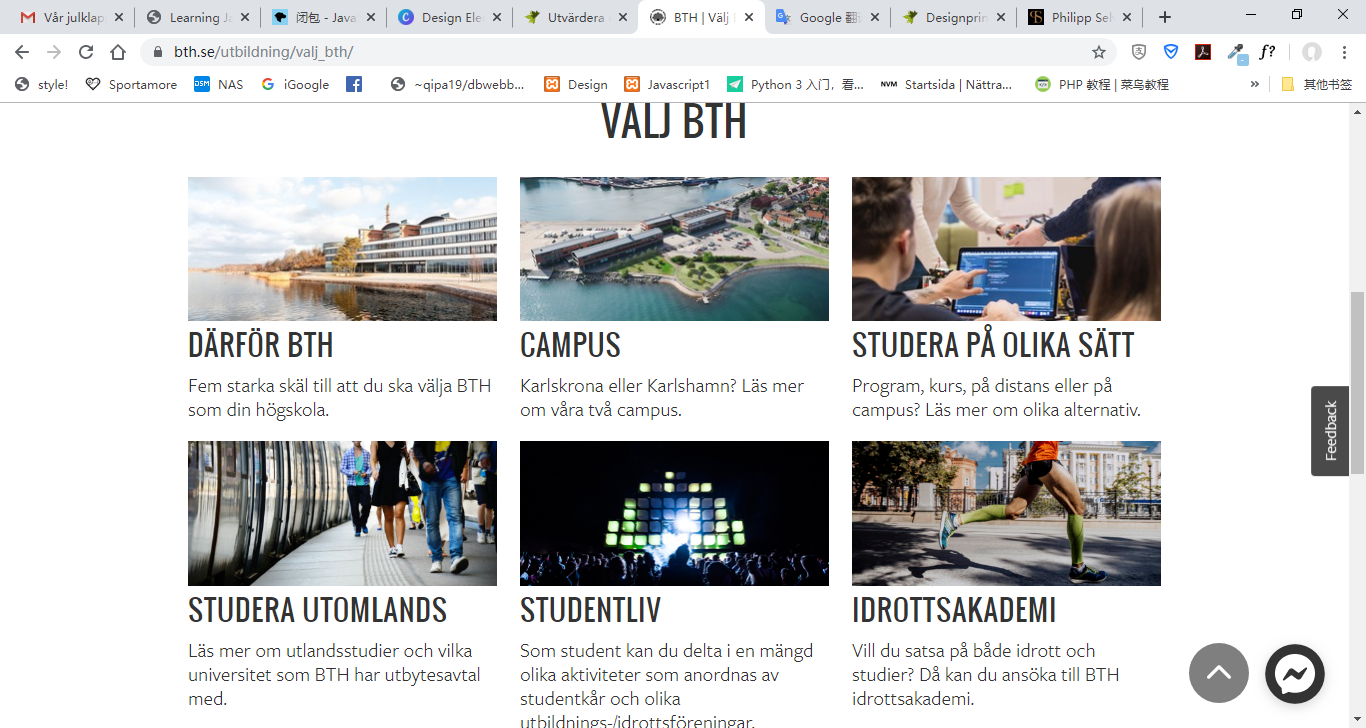 Vår julklap
Learning Ja
闭包 - Java
Design Ele
Utvärdera
BTH | Välj
Google 翻
Designprin
Philipp Sel
bth.se/utbildning/valj_bth/
style!
Sportamore
DSM
NAS
iGoogle
~qipa19/dbwebb...
Design
Javascript1
Python 3 入门，看...
NVM
Startsida | Nättra...
PHP 教程 | 菜鸟教程
»
其他书签
f?
VÄLJ BTH
DÄRFÖR BTH
Fem starka skäl till att du ska välja BTH
som din högskola.
CAMPUS
Karlskrona eller Karlshamn? Läs mer
om våra två campus.
STUDERA PÅ OLIKA SÄTT
Program, kurs, på distans eller på
campus? Läs mer om olika alternativ.
Feedback
STUDERA UTOMLANDS
Läs mer om utlandsstudier och vilka
universitet som BTH har utbytesavtal
med.
STUDENTLIV
Som student kan du delta i en mängd
olika aktiviteter som anordnas av
studentkår och olika
utbildnings-/idrottsföreningar.
IDROTTSAKADEMI
Vill du satsa på både idrott och
studier? Då kan du ansöka till BTH
idrottsakademi.